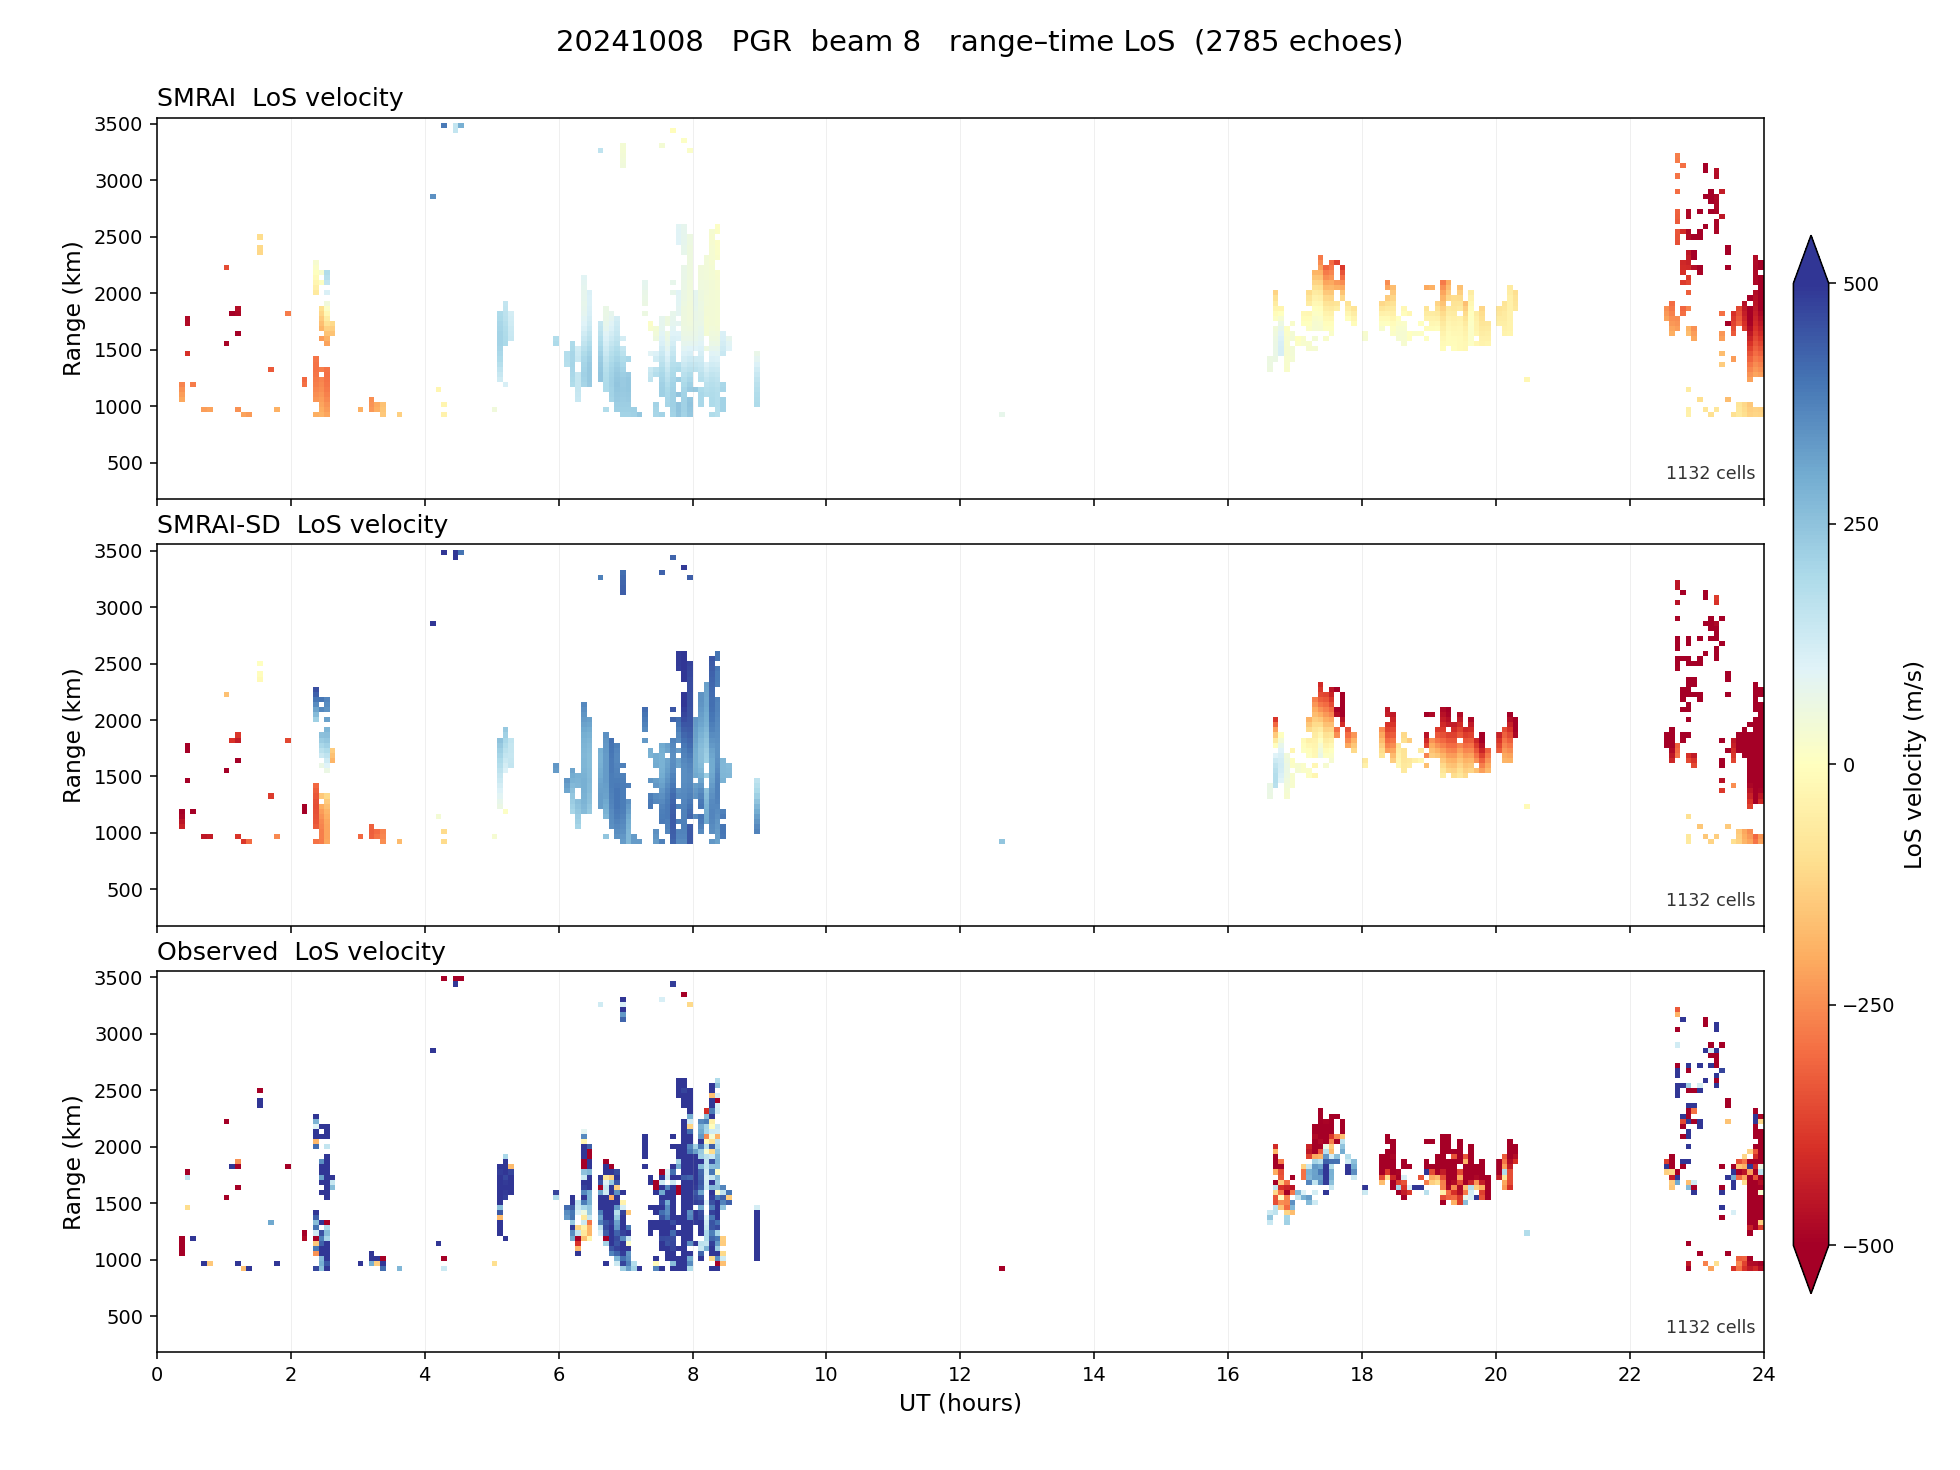 20241008   PGR  beam 8   range–time LoS  (2785 echoes)
SMRAI  LoS velocity
3500
3000
2500
2000
1500
1000
500
Range (km)
1132 cells
SMRAI-SD  LoS velocity
3500
3000
2500
2000
1500
1000
500
Range (km)
1132 cells
Observed  LoS velocity
3500
3000
2500
2000
1500
1000
500
Range (km)
1132 cells
0 2 4 6 8 10 12 14 16 18 20 22 24
UT (hours)
500
250
0
−250
−500
LoS velocity (m/s)